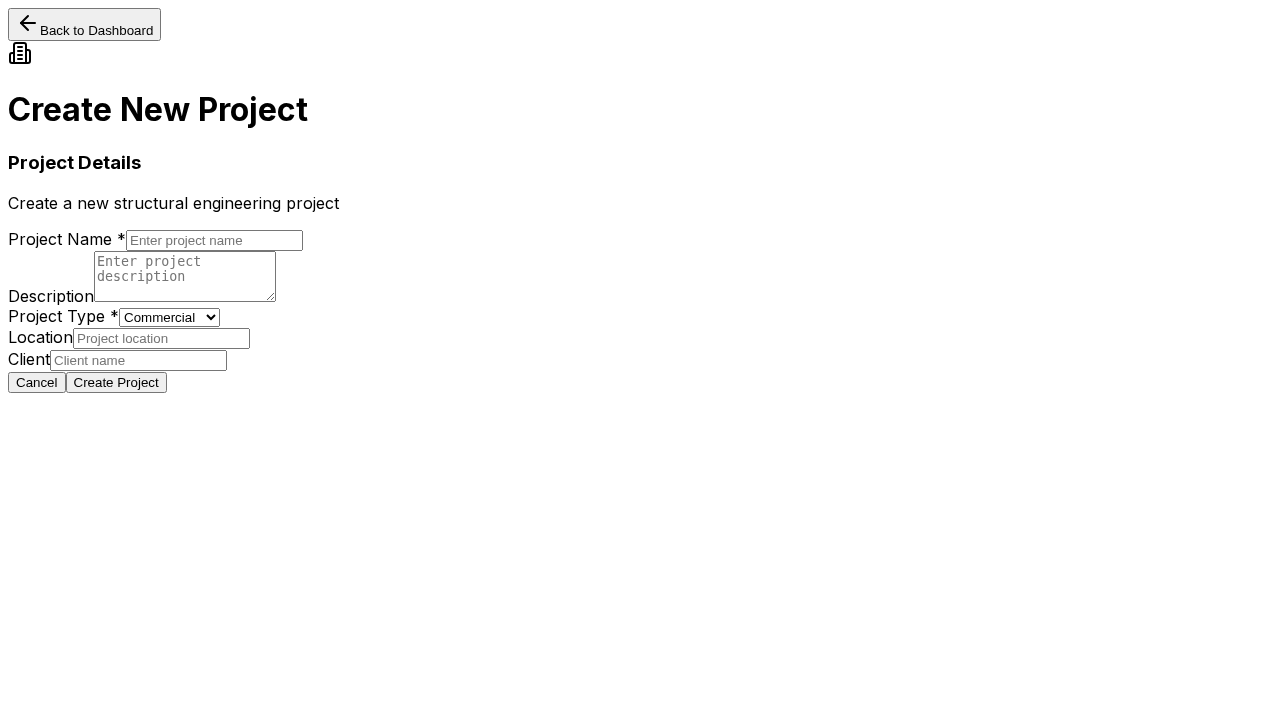 Back to Dashboard
Create New Project
Project Details
Create a new structural engineering project
Project Name * Enter project name
Description Enter project
description
Project Type * Commercial
Location Project location
Client Client name
Cancel Create Project